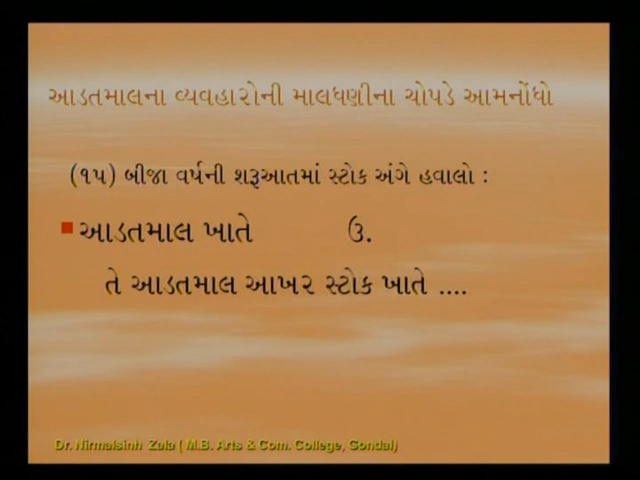 આડતમાલના વ્યવહારોની માલધણીના ચોપડે આમનોંધો
(૧૫) બીજા વર્ષની શરૂઆતમાં સ્ટોક અંગે હવાલો :
આડતમાલ ખાતે ઉ.
તે આડતમાલ આખર સ્ટોક ખાતે ....
Dr. Nirmalsinh Zala ( M.B. Arts & Com. College, Gondal)